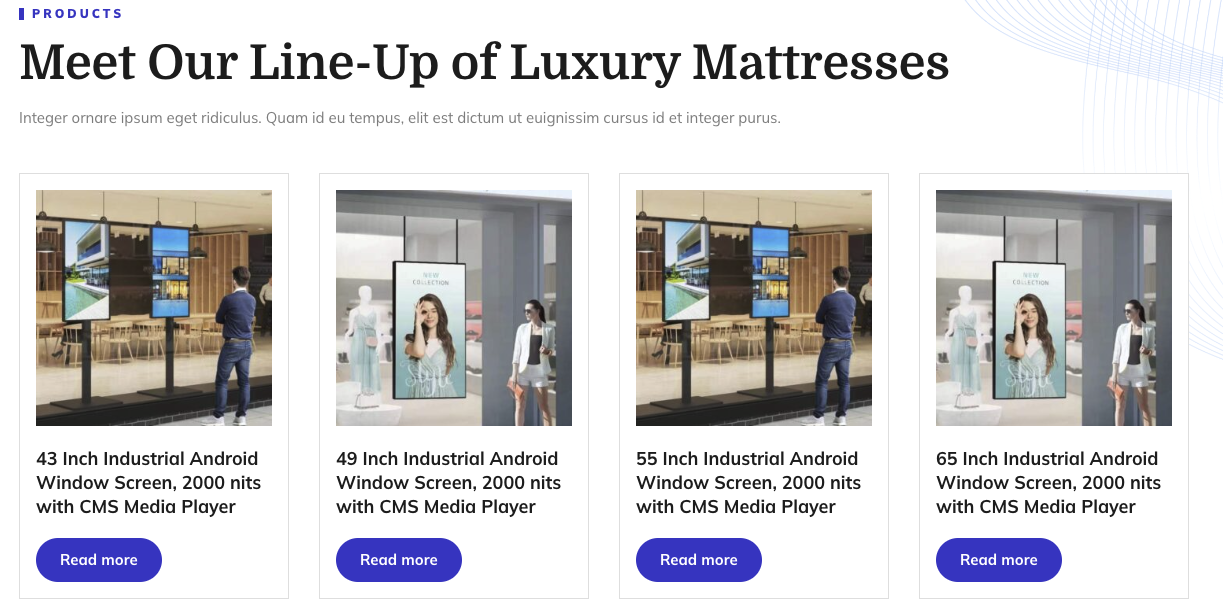 PRODUCTS
Meet Our Line-Up of Luxury Mattresses
Integer ornare ipsum eget ridiculus. Quam id eu tempus, elit est dictum ut euignissim cursus id et integer purus.
NEW
COLLECTION
Style
NEW
COLLECTION
Style
43 Inch Industrial Android
Window Screen, 2000 nits
with CMS Media Player
Read more
49 Inch Industrial Android
Window Screen, 2000 nits
with CMS Media Player
Read more
55 Inch Industrial Android
Window Screen, 2000 nits
with CMS Media Player
Read more
65 Inch Industrial Android
Window Screen, 2000 nits
with CMS Media Player
Read more